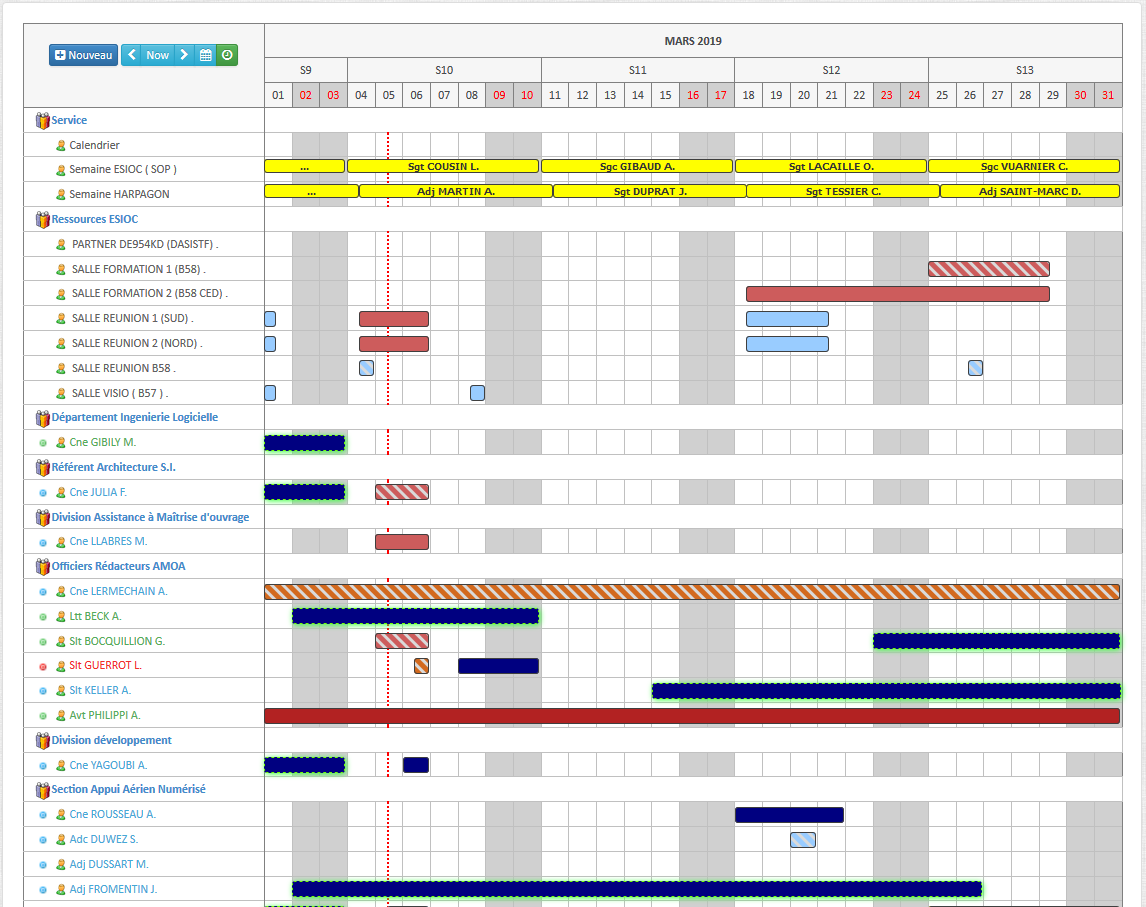 MARS 2019
Nouveau Now
S9 S10 S11 S12 S13
01 02 03 04 05 06 07 08 09 10 11 12 13 14 15 16 17 18 19 20 21 22 23 24 25 26 27 28 29 30 31
Service
Calendrier
Semaine ESIOC ( SOP ) ... Sgt COUSIN L. Sgc GIBAUD A. Sgt LACAILLE O. Sgc VUARNIER C.
Semaine HARPAGON ... Adj MARTIN A. Sgt DUPRAT J. Sgt TESSIER C. Adj SAINT-MARC D.
Ressources ESIOC
PARTNER DE954KD (DASISTF) .
SALLE FORMATION 1 (B58) .
SALLE FORMATION 2 (B58 CED) .
SALLE REUNION 1 (SUD) .
SALLE REUNION 2 (NORD) .
SALLE REUNION B58 .
SALLE VISIO ( B57 ) .
Département Ingenierie Logicielle
Cne GIBILY M.
Référent Architecture S.I.
Cne JULIA F.
Division Assistance à Maîtrise d'ouvrage
Cne LLABRES M.
Officiers Rédacteurs AMOA
Cne LERMECHAIN A.
Ltt BECK A.
Slt BOCQUILLION G.
Slt GUERROT L.
Slt KELLER A.
Avt PHILIPPI A.
Division développement
Cne YAGOUBI A.
Section Appui Aérien Numérisé
Cne ROUSSEAU A.
Adc DUWEZ S.
Adj DUSSART M.
Adj FROMENTIN J.